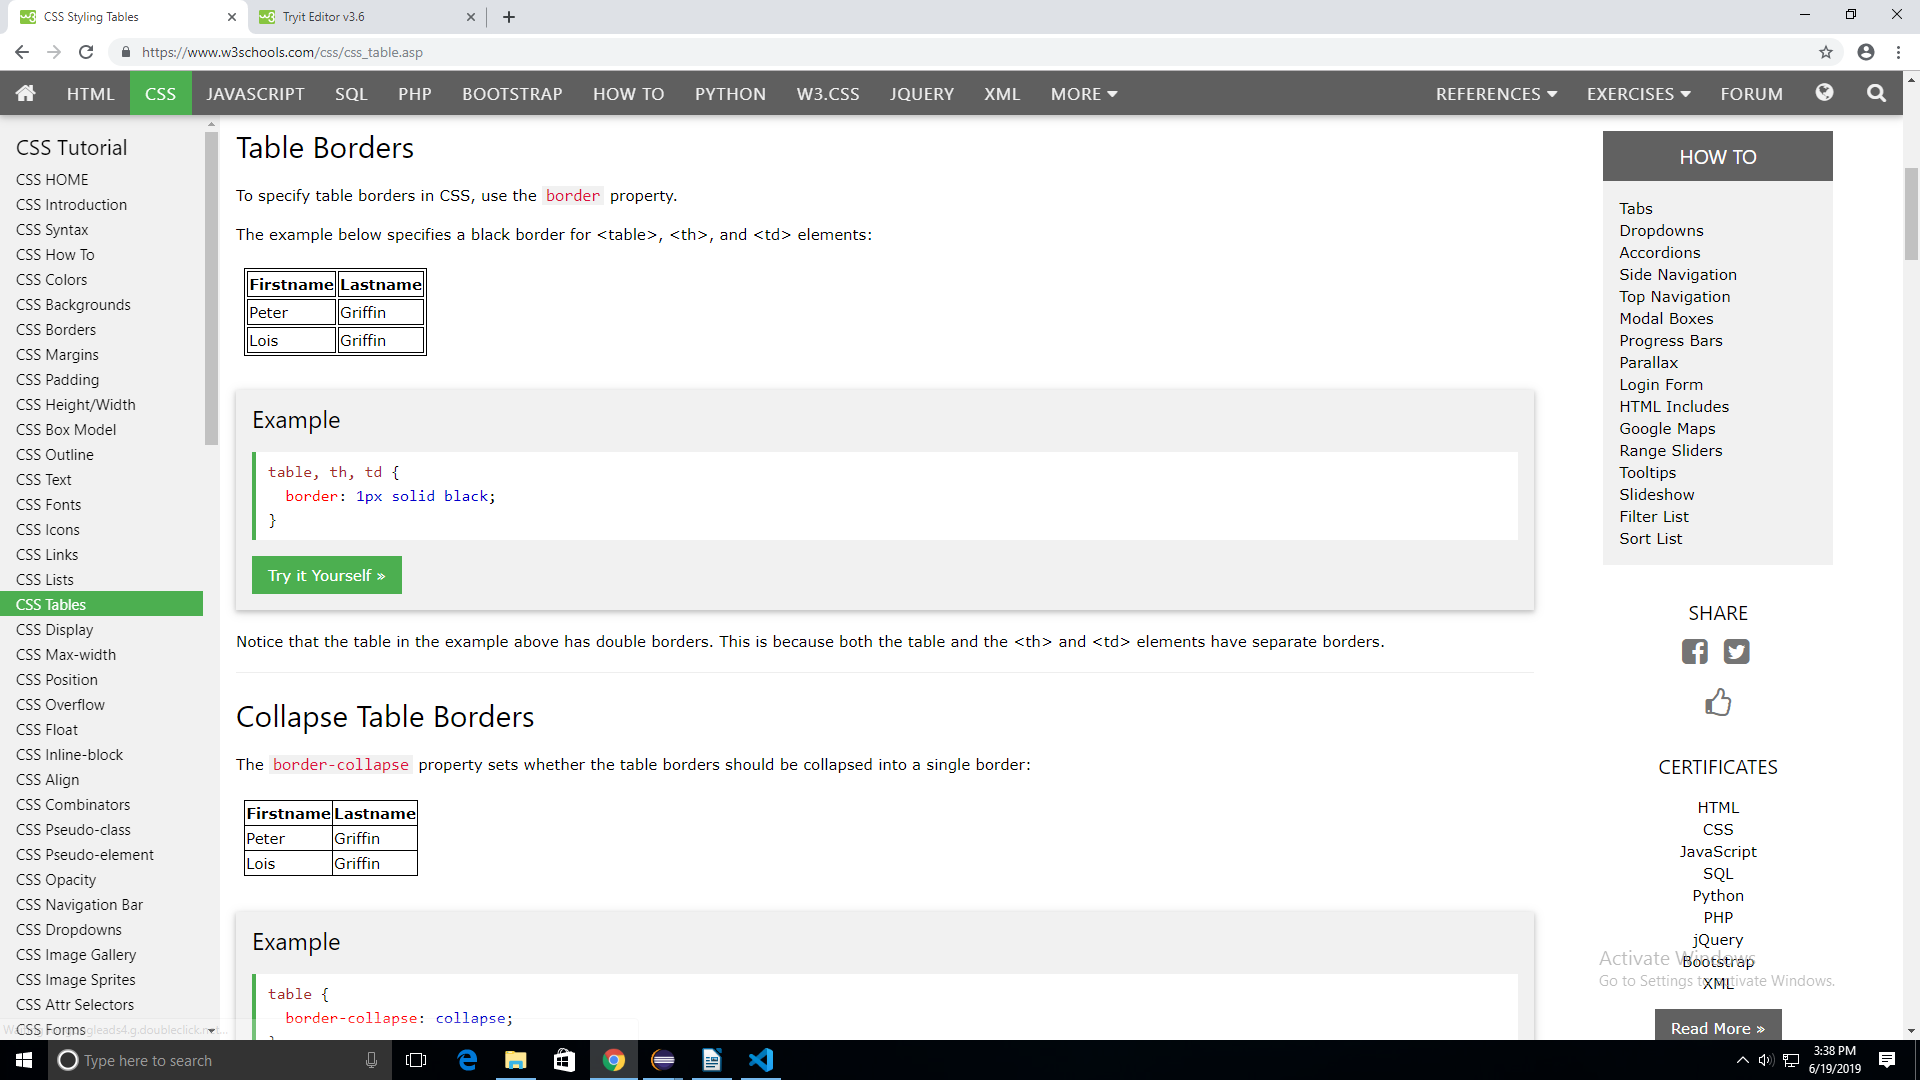 CSS Styling Tables
Tryit Editor v3.6
https://www.w3schools.com/css/css_table.asp
HTML CSS JAVASCRIPT SQL PHP BOOTSTRAP HOW TO PYTHON W3.CSS JQUERY XML MORE REFERENCES EXERCISES FORUM
CSS Tutorial
CSS HOME
CSS Introduction
CSS Syntax
CSS How To
CSS Colors
CSS Backgrounds
CSS Borders
CSS Margins
CSS Padding
CSS Height/Width
CSS Box Model
CSS Outline
CSS Text
CSS Fonts
CSS Icons
CSS Links
CSS Lists
CSS Tables
CSS Display
CSS Max-width
CSS Position
CSS Overflow
CSS Float
CSS Inline-block
CSS Align
CSS Combinators
CSS Pseudo-class
CSS Pseudo-element
CSS Opacity
CSS Navigation Bar
CSS Dropdowns
CSS Image Gallery
CSS Image Sprites
CSS Attr Selectors
CSS Forms
Table Borders
To specify table borders in CSS, use the border property.
The example below specifies a black border for <table>, <th>, and <td> elements:
Firstname Lastname
Peter Griffin
Lois Griffin
Example
table, th, td {
border: 1px solid black;
}
Try it Yourself »
Notice that the table in the example above has double borders. This is because both the table and the <th> and <td> elements have separate borders.
Collapse Table Borders
The border-collapse property sets whether the table borders should be collapsed into a single border:
Firstname Lastname
Peter Griffin
Lois Griffin
Example
table {
border-collapse: collapse;
HOW TO
Tabs
Dropdowns
Accordions
Side Navigation
Top Navigation
Modal Boxes
Progress Bars
Parallax
Login Form
HTML Includes
Google Maps
Range Sliders
Tooltips
Slideshow
Filter List
Sort List
SHARE
CERTIFICATES
HTML
CSS
JavaScript
SQL
Python
PHP
jQuery
Bootstrap
XML
Read More »
Activate Windows
Go to Settings to activate Windows.
Type here to search
3:38 PM
6/19/2019